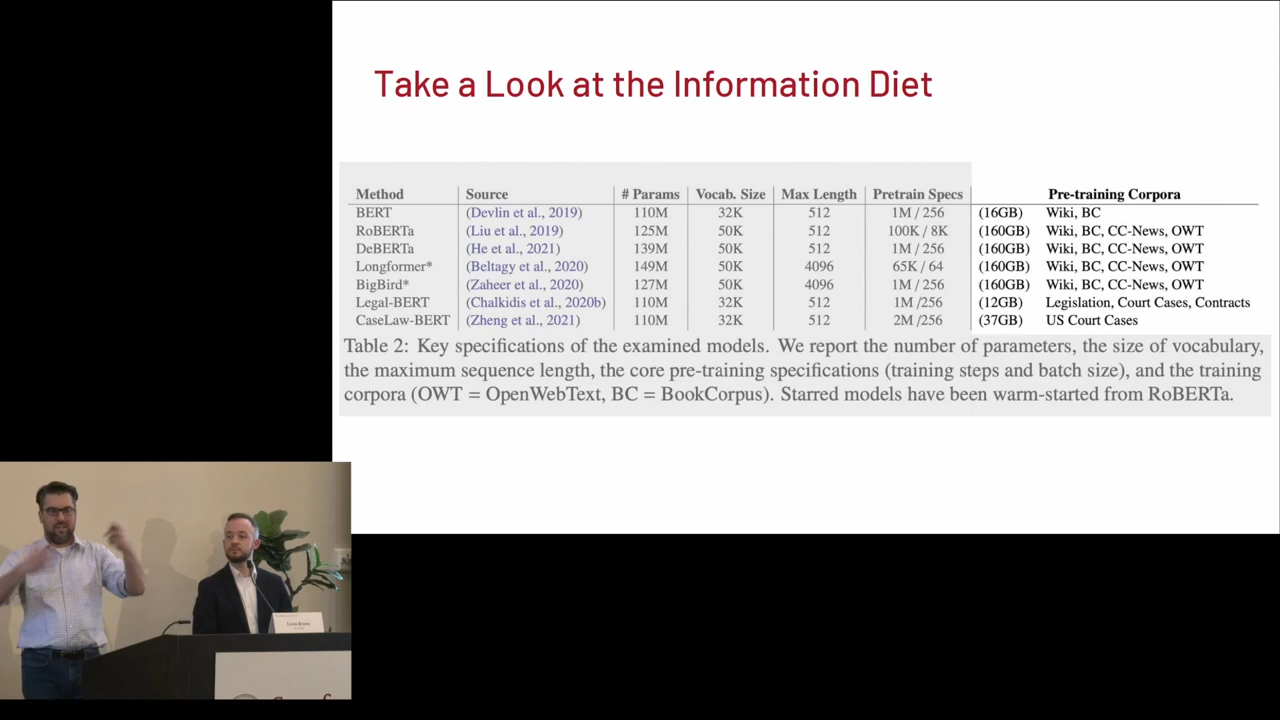 Take a Look at the Information Diet
Method Source # Params Vocab. Size Max Length Pretrain Specs Pre-training Corpora
BERT (Devlin et al., 2019) 110M 32K 512 1M / 256 (16GB) Wiki, BC
RoBERTa (Liu et al., 2019) 125M 50K 512 100K / 8K (160GB) Wiki, BC, CC-News, OWT
DeBERTa (He et al., 2021) 139M 50K 512 1M / 256 (160GB) Wiki, BC, CC-News, OWT
Longformer* (Beltagy et al., 2020) 149M 50K 4096 65K / 64 (160GB) Wiki, BC, CC-News, OWT
BigBird* (Zaheer et al., 2020) 127M 50K 4096 1M / 256 (160GB) Wiki, BC, CC-News, OWT
Legal-BERT (Chalkidis et al., 2020b) 110M 32K 512 1M /256 (12GB) Legislation, Court Cases, Contracts
CaseLaw-BERT (Zheng et al., 2021) 110M 32K 512 2M /256 (37GB) US Court Cases
Table 2: Key specifications of the examined models. We report the number of parameters, the size of vocabulary,
the maximum sequence length, the core pre-training specifications (training steps and batch size), and the training
corpora (OWT = OpenWebText, BC = BookCorpus). Starred models have been warm-started from RoBERTa.